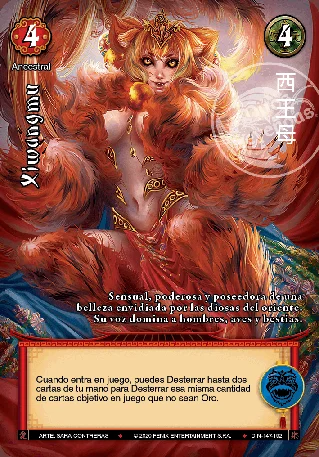 4
4
Ancestral
Xiwangmu
西王母
Sensual, poderosa y poseedora de una
belleza envidiada por las diosas del oriente.
Su voz domina a hombres, aves y bestias.
Cuando entra en juego, puedes Desterrar hasta dos
cartas de tu mano para Desterrar esa misma cantidad
de cartas objetivo en juego que no sean Oro.
ARTE: SARA CONTRERAS
© 2020 FENIX ENTERTAINMENT S.P.A.